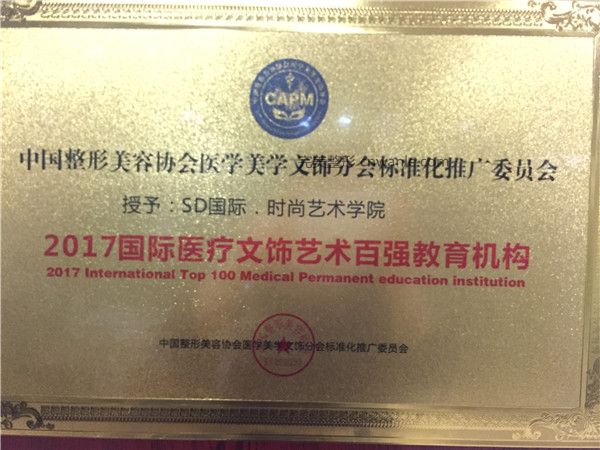 CAPM
中国整形美容协会医学美学文饰分会标准化推广委员会
授予：SD国际．时尚艺术学院
2017国际医疗文饰艺术百强教育机构
2017 International Top 100 Medical Permanent education institution
中国整形美容协会医学美学文饰分会标准化推广委员会